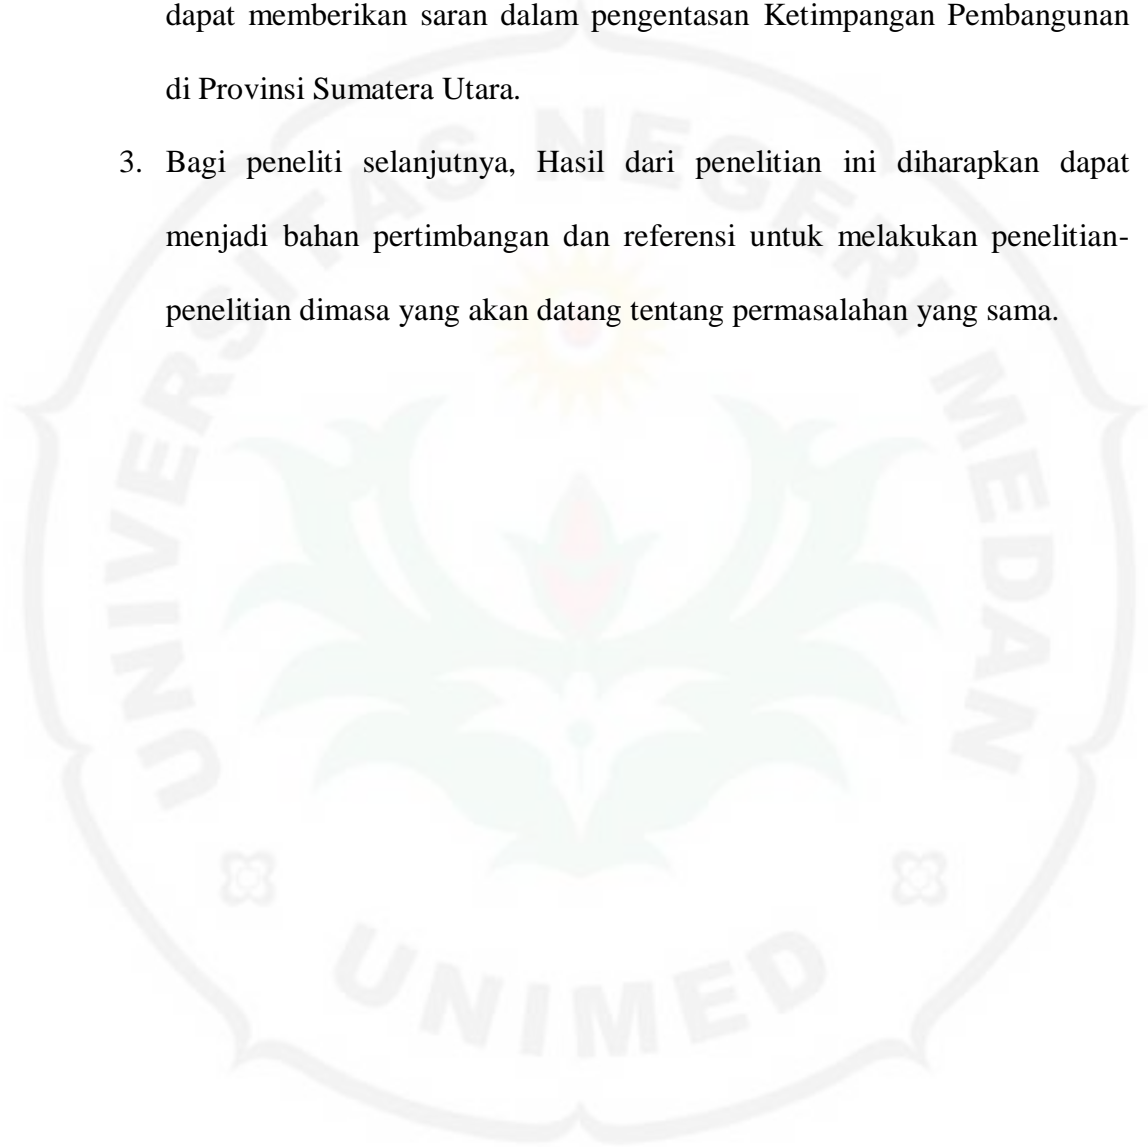 dapat memberikan saran dalam pengentasan Ketimpangan Pembangunan
di Provinsi Sumatera Utara.
3. Bagi peneliti selanjutnya, Hasil dari penelitian ini diharapkan dapat
menjadi bahan pertimbangan dan referensi untuk melakukan penelitian-
penelitian dimasa yang akan datang tentang permasalahan yang sama.
UNIVERSITAS NEGERI MEDAN
UNIMED